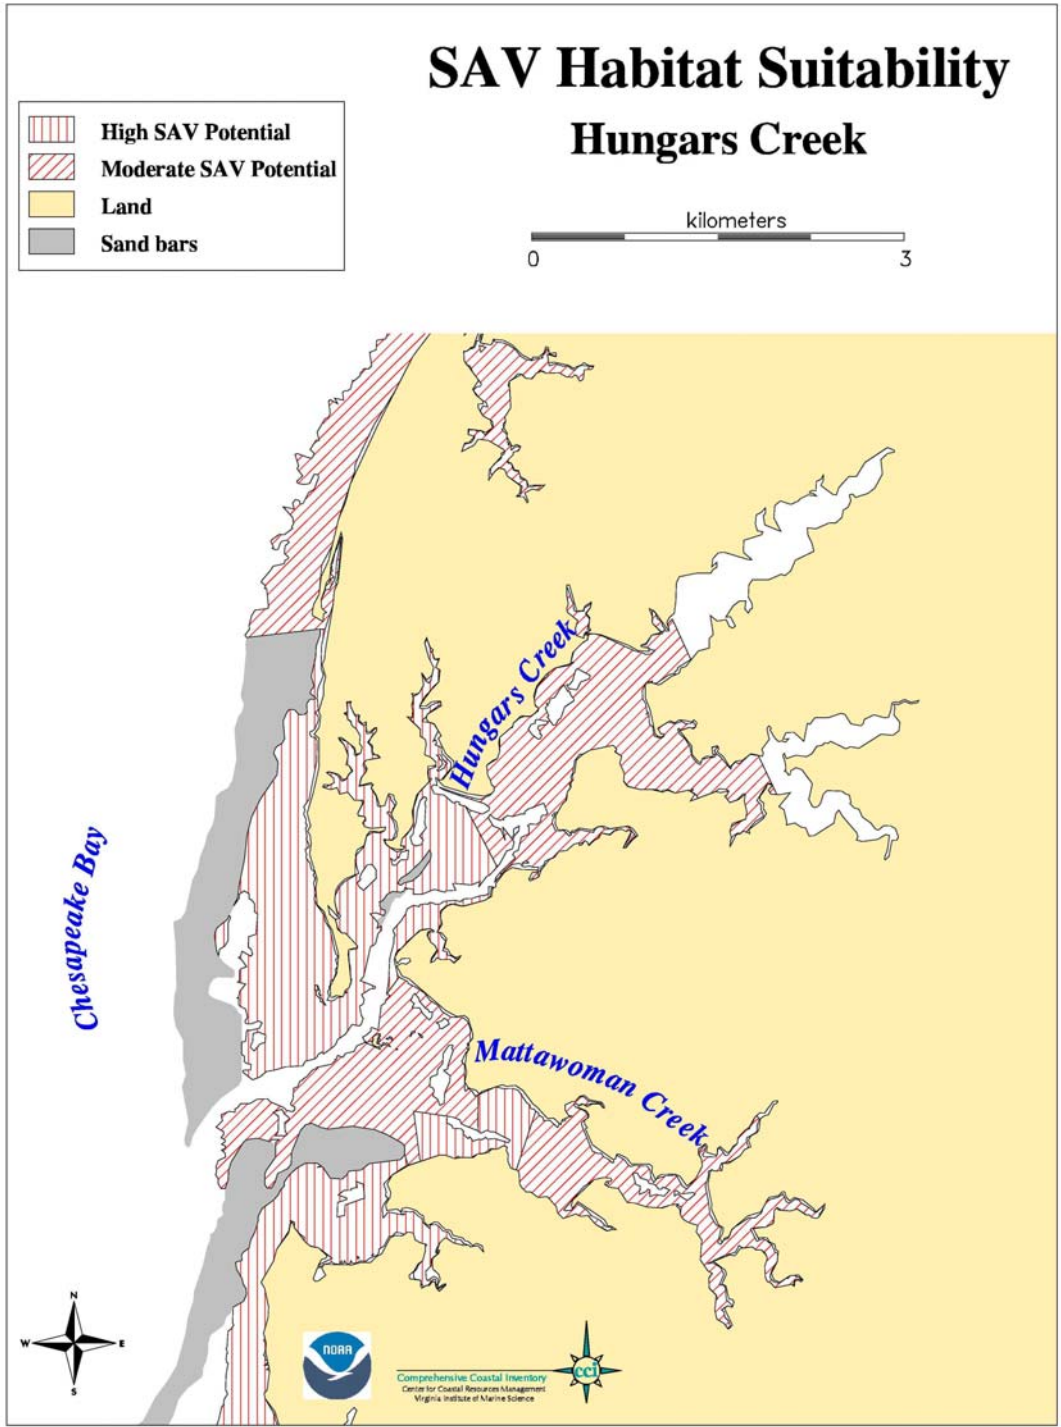 SAV Habitat Suitability
Hungars Creek
High SAV Potential
Moderate SAV Potential
Land
Sand bars
kilometers
0 3
Hungars Creek
Chesapeake Bay
Mattawoman Creek
N
W E
S
NOAA
Comprehensive Coastal Inventory
Center for Coastal Resources Management
Virginia Institute of Marine Science
cci